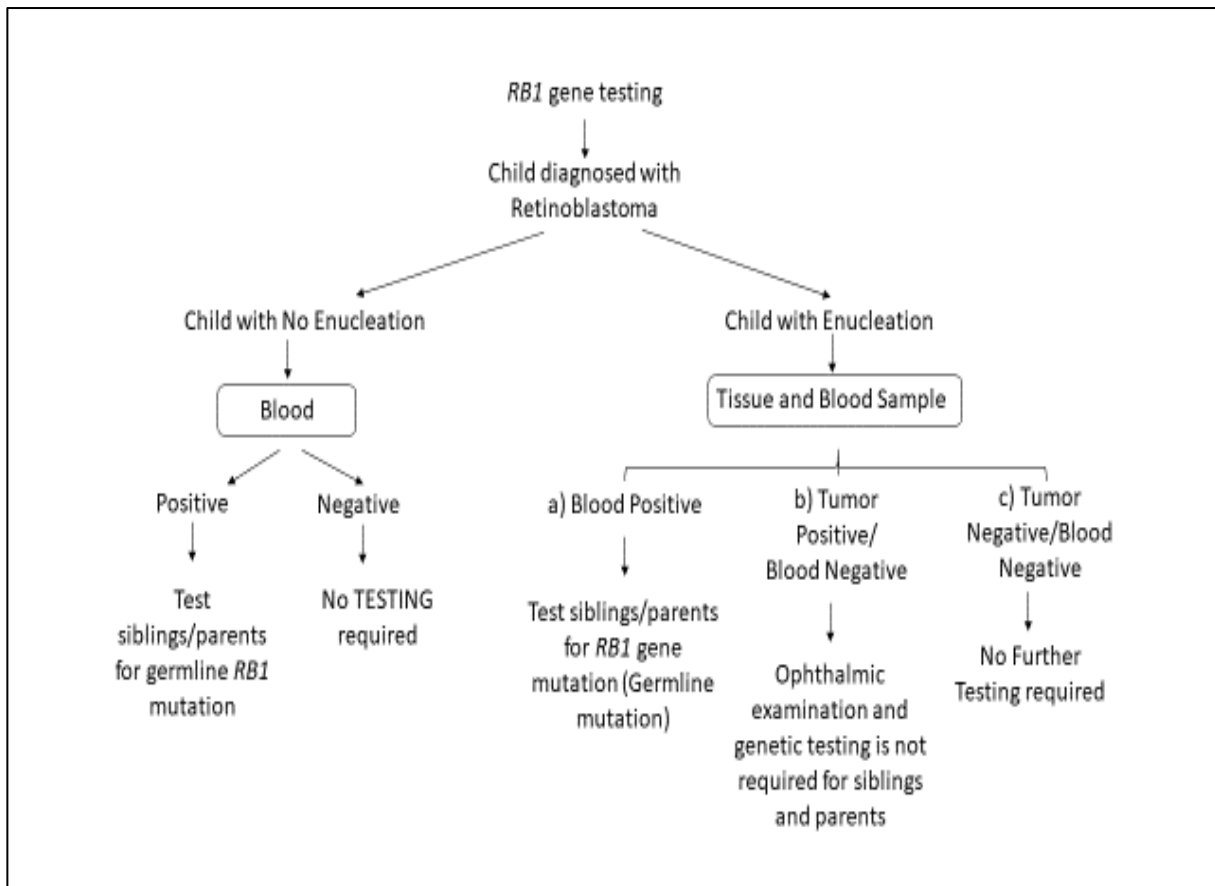 RB1 gene testing
Child diagnosed with
Retinoblastoma
Child with No Enucleation
Blood
Positive
Test
siblings/parents
for germline RB1
mutation
Negative
No TESTING
required
Child with Enucleation
Tissue and Blood Sample
a) Blood Positive
Test siblings/parents
for RB1 gene
mutation (Germline
mutation)
b) Tumor
Positive/
Blood Negative
Ophthalmic
examination and
genetic testing is not
required for siblings
and parents
c) Tumor
Negative/Blood
Negative
No Further
Testing required